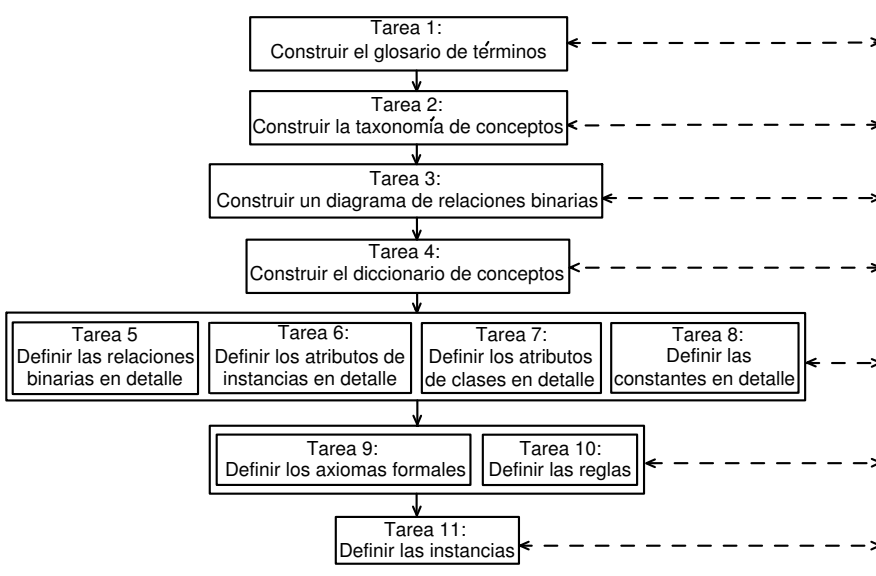 Tarea 1:
Construir el glosario de términos
Tarea 2:
Construir la taxonomía de conceptos
Tarea 3:
Construir un diagrama de relaciones binarias
Tarea 4:
Construir el diccionario de conceptos
Tarea 5
Definir las relaciones
binarias en detalle
Tarea 6:
Definir los atributos de
instancias en detalle
Tarea 7:
Definir los atributos
de clases en detalle
Tarea 8:
Definir las
constantes en detalle
Tarea 9:
Definir los axiomas formales
Tarea 10:
Definir las reglas
Tarea 11:
Definir las instancias